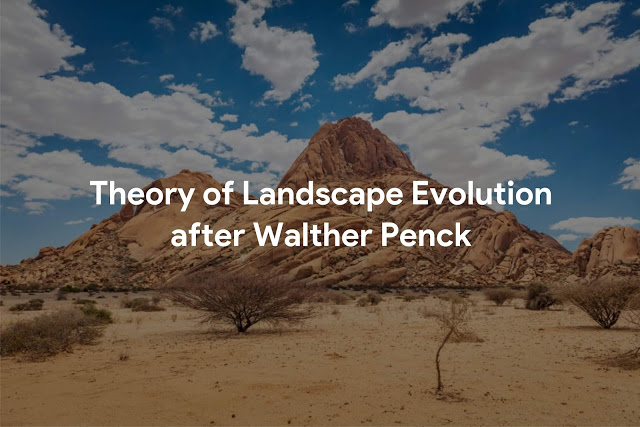 Theory of Landscape Evolution
after Walther Penck